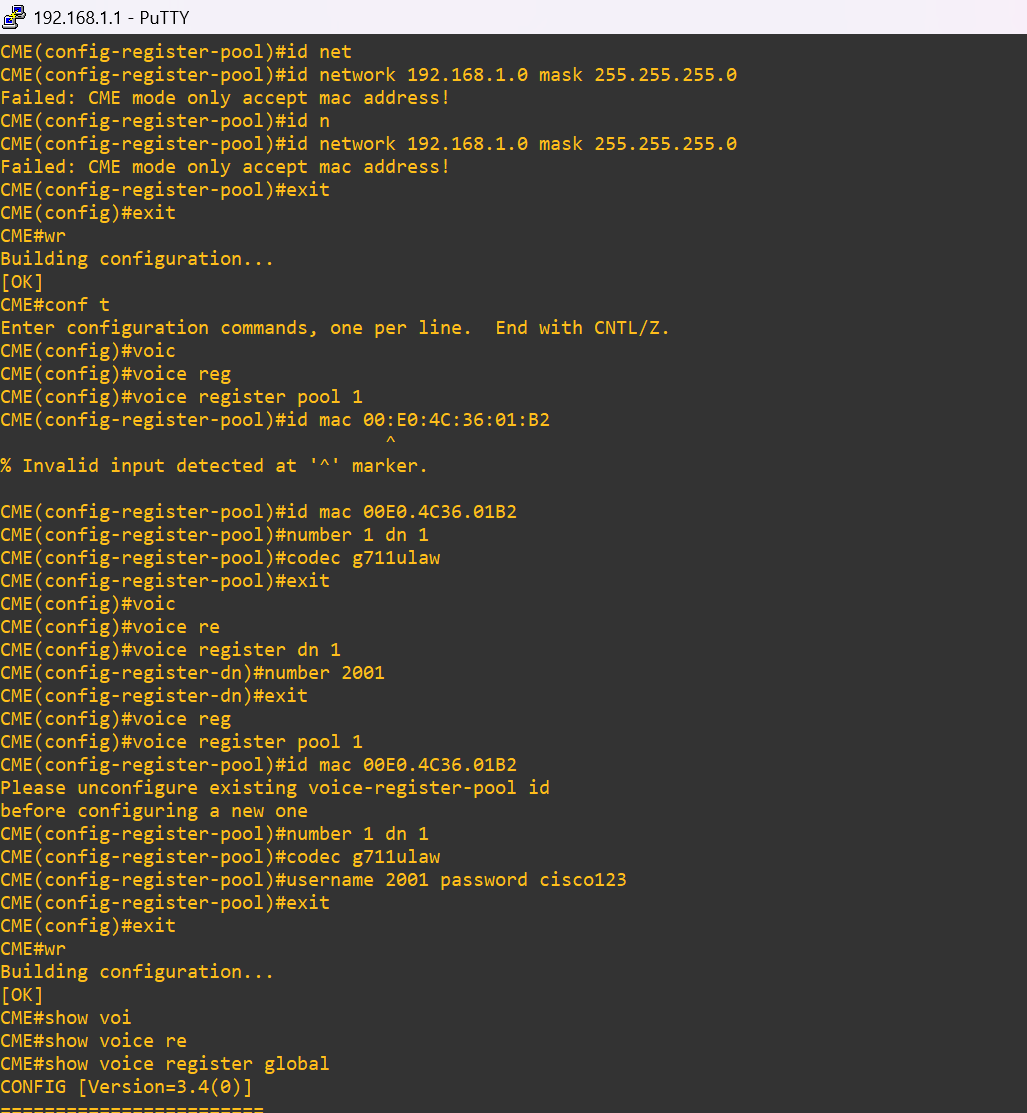 192.168.1.1 - PuTTY
CME(config-register-pool)#id net
CME(config-register-pool)#id network 192.168.1.0 mask 255.255.255.0
Failed: CME mode only accept mac address!
CME(config-register-pool)#id n
CME(config-register-pool)#id network 192.168.1.0 mask 255.255.255.0
Failed: CME mode only accept mac address!
CME(config-register-pool)#exit
CME(config)#exit
CME#wr
Building configuration...
[OK]
CME#conf t
Enter configuration commands, one per line.  End with CNTL/Z.
CME(config)#voic
CME(config)#voice reg
CME(config)#voice register pool 1
CME(config-register-pool)#id mac 00:E0:4C:36:01:B2
                                   ^
% Invalid input detected at '^' marker.

CME(config-register-pool)#id mac 00E0.4C36.01B2
CME(config-register-pool)#number 1 dn 1
CME(config-register-pool)#codec g711ulaw
CME(config-register-pool)#exit
CME(config)#voic
CME(config)#voice re
CME(config)#voice register dn 1
CME(config-register-dn)#number 2001
CME(config-register-dn)#exit
CME(config)#voice reg
CME(config)#voice register pool 1
CME(config-register-pool)#id mac 00E0.4C36.01B2
Please unconfigure existing voice-register-pool id
before configuring a new one
CME(config-register-pool)#number 1 dn 1
CME(config-register-pool)#codec g711ulaw
CME(config-register-pool)#username 2001 password cisco123
CME(config-register-pool)#exit
CME(config)#exit
CME#wr
Building configuration...
[OK]
CME#show voi
CME#show voice re
CME#show voice register global
CONFIG [Version=3.4(0)]
========================